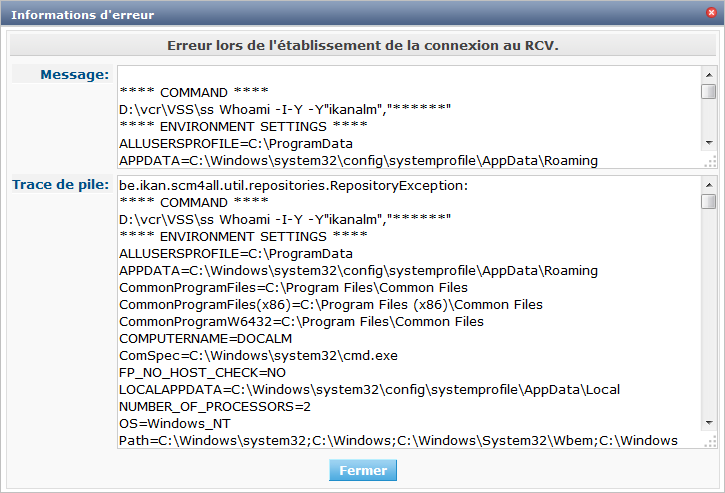 Informations d'erreur
Erreur lors de l'établissement de la connexion au RCV.
Message:
**** COMMAND ****
D:\vcr\VSS\ss Whoami -I-Y -Y"ikanalm","******"
**** ENVIRONMENT SETTINGS ****
ALLUSERSPROFILE=C:\ProgramData
APPDATA=C:\Windows\system32\config\systemprofile\AppData\Roaming
Trace de pile:
be.ikan.scm4all.util.repositories.RepositoryException:
**** COMMAND ****
D:\vcr\VSS\ss Whoami -I-Y -Y"ikanalm","******"
**** ENVIRONMENT SETTINGS ****
ALLUSERSPROFILE=C:\ProgramData
APPDATA=C:\Windows\system32\config\systemprofile\AppData\Roaming
CommonProgramFiles=C:\Program Files\Common Files
CommonProgramFiles(x86)=C:\Program Files (x86)\Common Files
CommonProgramW6432=C:\Program Files\Common Files
COMPUTERNAME=DOCALM
ComSpec=C:\Windows\system32\cmd.exe
FP_NO_HOST_CHECK=NO
LOCALAPPDATA=C:\Windows\system32\config\systemprofile\AppData\Local
NUMBER_OF_PROCESSORS=2
OS=Windows_NT
Path=C:\Windows\system32;C:\Windows;C:\Windows\System32\Wbem;C:\Windows
Fermer